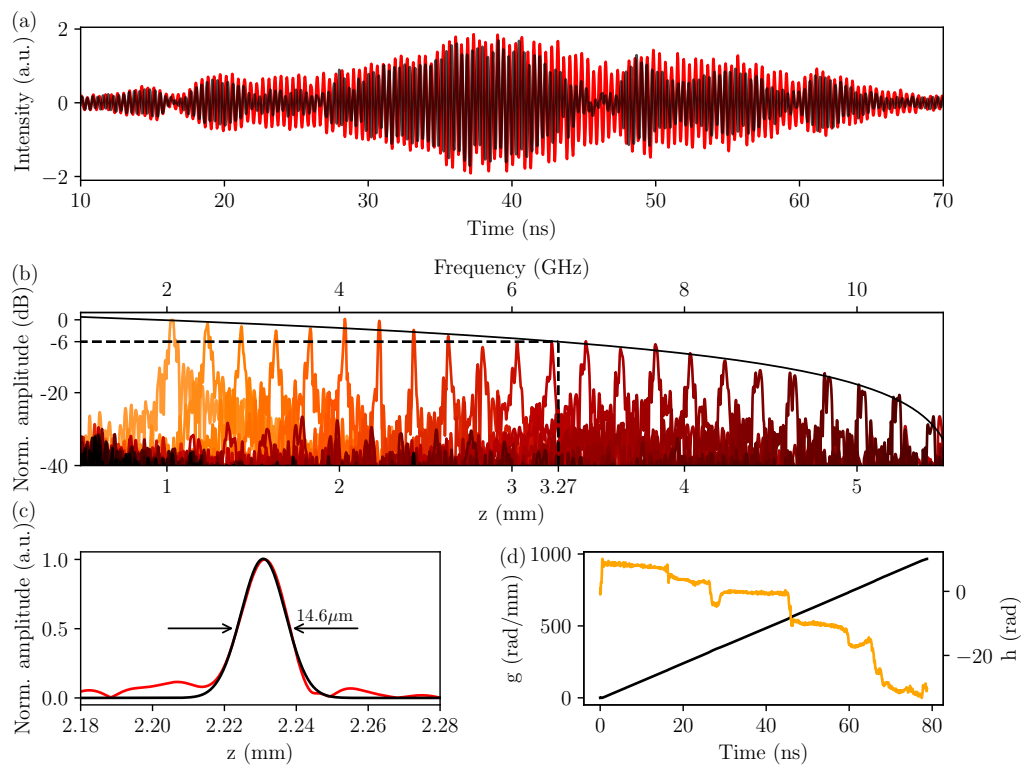 (a)
Intensity (a.u.)
2
0
−2
10 20 30 40 50 60 70
Time (ns)
(b)
Frequency (GHz)
2 4 6 8 10
Norm. amplitude (dB)
0
-6
-20
-40
1 2 3 3.27 4 5
z (mm)
(c)
Norm. amplitude (a.u.)
1.0
0.5
0.0
14.6μm
2.18 2.20 2.22 2.24 2.26 2.28
z (mm)
(d)
g (rad/mm)
1000
500
0
h (rad)
0
−20
0 20 40 60 80
Time (ns)